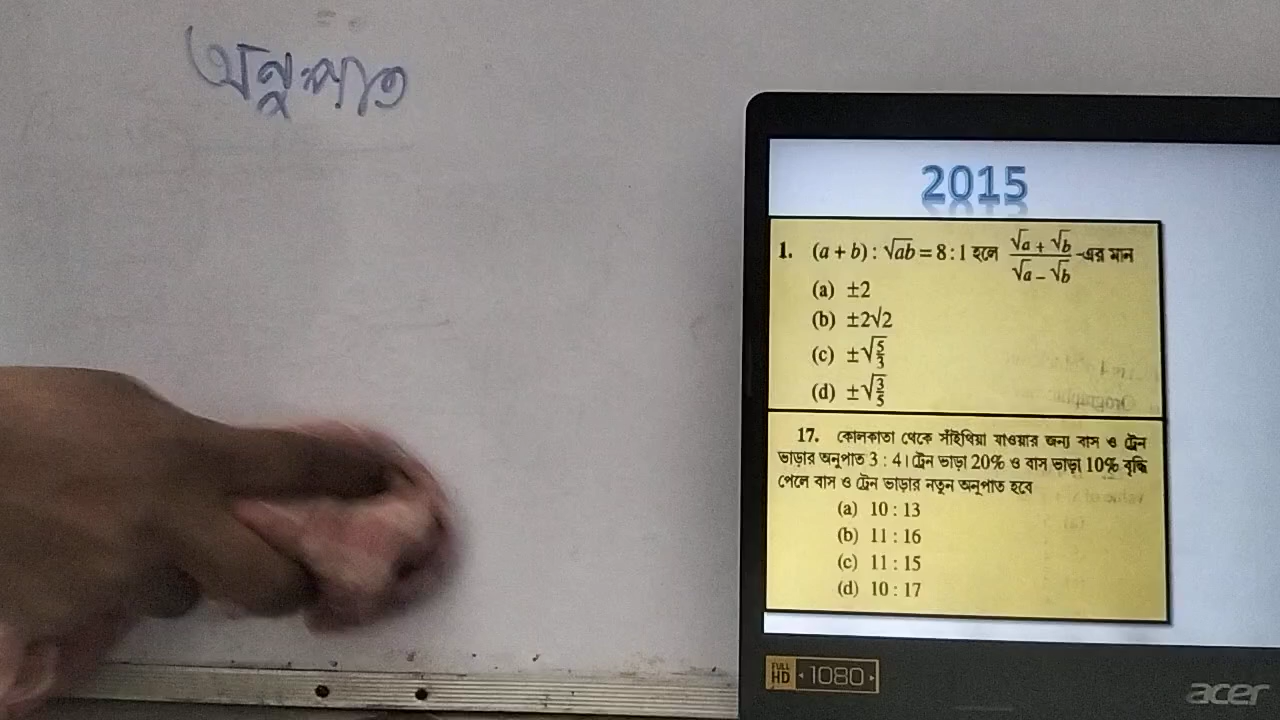 অনুপাত
2015
1. (a + b) : √ab = 8 : 1 হলে (√a + √b)/(√a – √b) -এর মান
(a) ±2
(b) ±2√2
(c) ±√(5/3)
(d) ±√(3/5)
17. কোলকাতা থেকে সাঁইথিয়া যাওয়ার জন্য বাস ও ট্রেন
ভাড়ার অনুপাত 3 : 4। ট্রেন ভাড়া 20% ও বাস ভাড়া 10% বৃদ্ধি
পেলে বাস ও ট্রেন ভাড়ার নতুন অনুপাত হবে
(a) 10 : 13
(b) 11 : 16
(c) 11 : 15
(d) 10 : 17
FULL HD 1080
acer